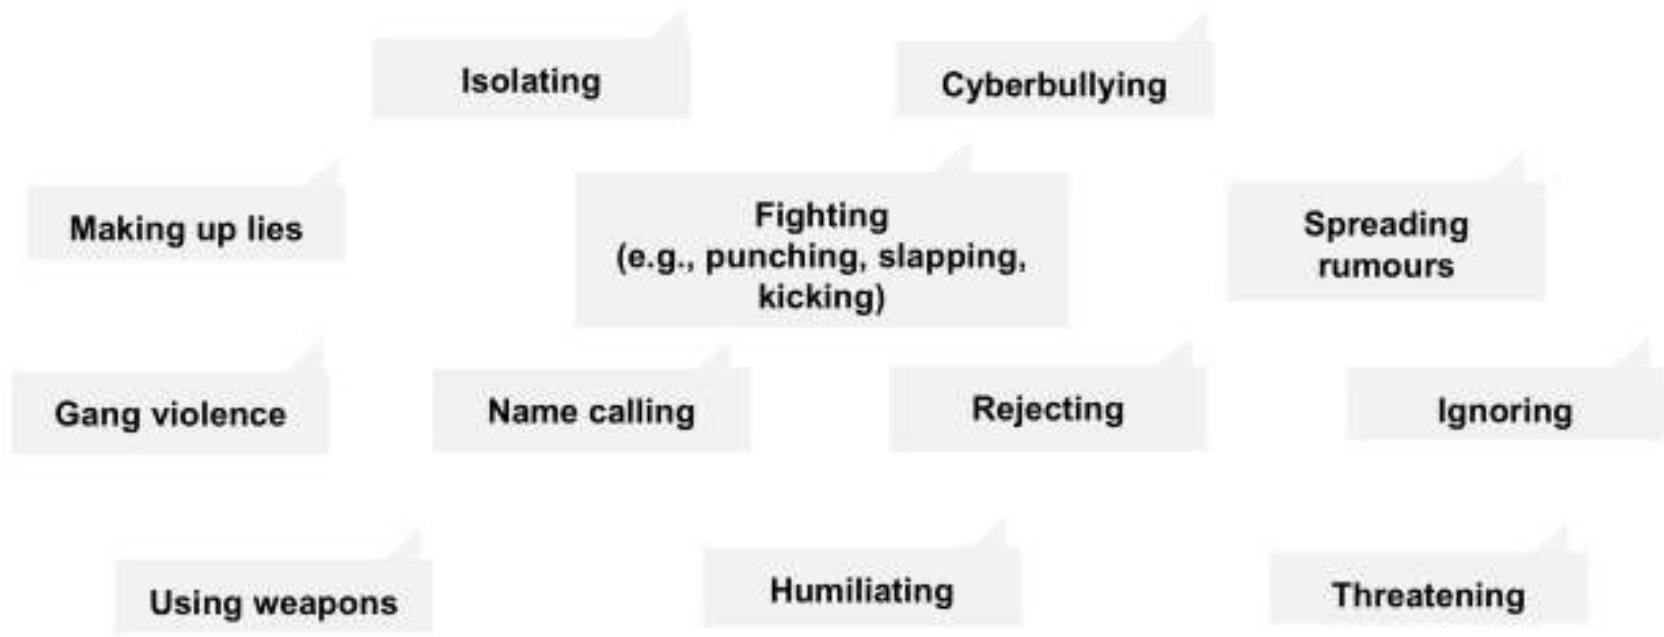 Isolating
Cyberbullying
Making up lies
Fighting
(e.g., punching, slapping,
kicking)
Spreading
rumours
Gang violence
Name calling
Rejecting
Ignoring
Using weapons
Humiliating
Threatening